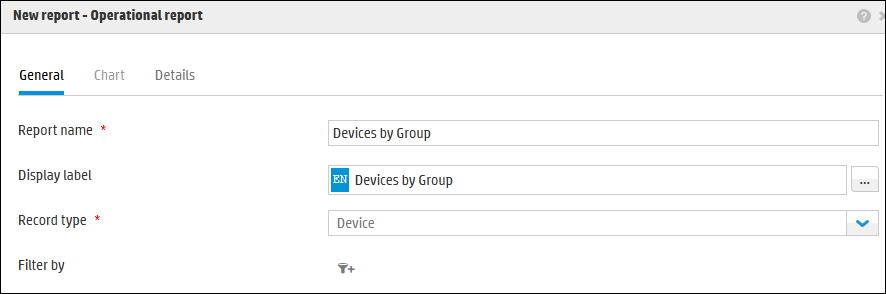 New report - Operational report ?
General Chart Details
Report name * Devices by Group
Display label EN Devices by Group ...
Record type * Device
Filter by